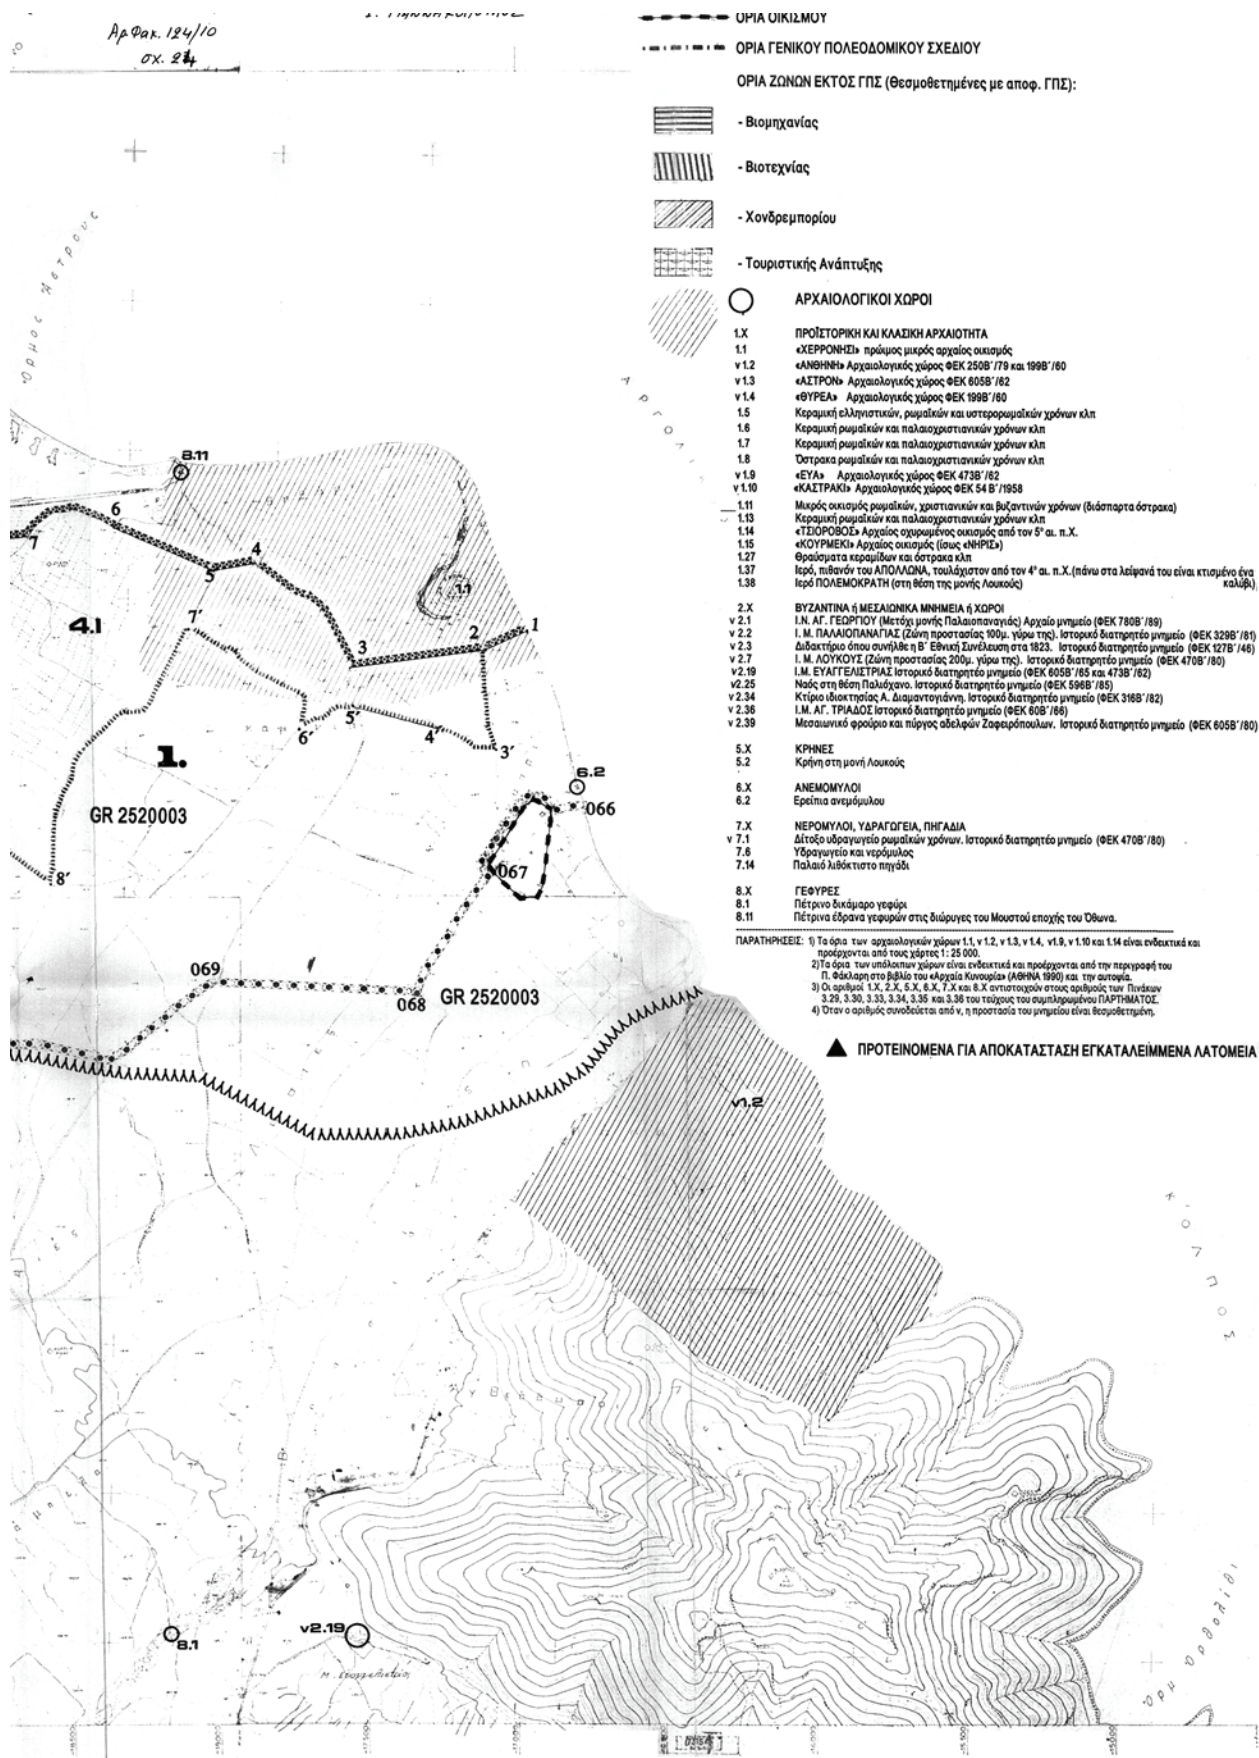 Αρ Φακ. 124/10
σχ. 24
ΟΡΙΑ ΟΙΚΙΣΜΟΥ
ΟΡΙΑ ΓΕΝΙΚΟΥ ΠΟΛΕΟΔΟΜΙΚΟΥ ΣΧΕΔΙΟΥ
ΟΡΙΑ ΖΩΝΩΝ ΕΚΤΟΣ ΓΠΣ (Θεσμοθετημένες με αποφ. ΓΠΣ):
- Βιομηχανίας
- Βιοτεχνίας
- Χονδρεμπορίου
- Τουριστικής Ανάπτυξης
ΑΡΧΑΙΟΛΟΓΙΚΟΙ ΧΩΡΟΙ
1.Χ ΠΡΟΪΣΤΟΡΙΚΗ ΚΑΙ ΚΛΑΣΙΚΗ ΑΡΧΑΙΟΤΗΤΑ
1.1 «ΧΕΡΡΟΝΗΣΙ» πρώιμος μικρός αρχαίος οικισμός
v 1.2 «ΑΝΘΗΝΗ» Αρχαιολογικός χώρος ΦΕΚ 250Β΄/79 και 199Β΄/60
v 1.3 «ΑΣΤΡΟΝ» Αρχαιολογικός χώρος ΦΕΚ 605Β΄/62
v 1.4 «ΘΥΡΕΑ» Αρχαιολογικός χώρος ΦΕΚ 199Β΄/60
1.5 Κεραμική ελληνιστικών, ρωμαϊκών και υστερορωμαϊκών χρόνων κλπ
1.6 Κεραμική ρωμαϊκών και παλαιοχριστιανικών χρόνων κλπ
1.7 Κεραμική ρωμαϊκών και παλαιοχριστιανικών χρόνων κλπ
1.8 Όστρακα ρωμαϊκών και παλαιοχριστιανικών χρόνων κλπ
v 1.9 «ΕΥΑ» Αρχαιολογικός χώρος ΦΕΚ 473Β΄/62
v 1.10 «ΚΑΣΤΡΑΚΙ» Αρχαιολογικός χώρος ΦΕΚ 54 Β΄/1958
1.11 Μικρός οικισμός ρωμαϊκών, χριστιανικών και βυζαντινών χρόνων (διάσπαρτα όστρακα)
1.13 Κεραμική ρωμαϊκών και παλαιοχριστιανικών χρόνων κλπ
1.14 «ΤΣΙΟΡΟΒΟΣ» Αρχαίος οχυρωμένος οικισμός από τον 5° αι. π.Χ.
1.15 «ΚΟΥΡΜΕΚΙ» Αρχαίος οικισμός (ίσως «ΝΗΡΙΣ»)
1.27 Θραύσματα κεραμίδων και όστρακα κλπ
1.37 Ιερό, πιθανόν του ΑΠΟΛΛΩΝΑ, τουλάχιστον από τον 4° αι. π.Χ.(πάνω στα λείψανά του είναι κτισμένο ένα καλύβι)
1.38 Ιερό ΠΟΛΕΜΟΚΡΑΤΗ (στη θέση της μονής Λουκούς)
2.Χ ΒΥΖΑΝΤΙΝΑ ή ΜΕΣΑΙΩΝΙΚΑ ΜΝΗΜΕΙΑ ή ΧΩΡΟΙ
v 2.1 Ι.Ν. ΑΓ. ΓΕΩΡΓΙΟΥ (Μετόχι μονής Παλαιοπαναγιάς) Αρχαίο μνημείο (ΦΕΚ 780Β΄/89)
v 2.2 Ι. Μ. ΠΑΛΑΙΟΠΑΝΑΓΙΑΣ (Ζώνη προστασίας 100μ. γύρω της). Ιστορικό διατηρητέο μνημείο (ΦΕΚ 329Β΄/81)
v 2.3 Διδακτήριο όπου συνήλθε η Β΄ Εθνική Συνέλευση στα 1823. Ιστορικό διατηρητέο μνημείο (ΦΕΚ 127Β΄/46)
v 2.7 Ι. Μ. ΛΟΥΚΟΥΣ (Ζώνη προστασίας 200μ. γύρω της). Ιστορικό διατηρητέο μνημείο (ΦΕΚ 470Β΄/80)
v2.19 Ι.Μ. ΕΥΑΓΓΕΛΙΣΤΡΙΑΣ Ιστορικό διατηρητέο μνημείο (ΦΕΚ 605Β΄/65 και 473Β΄/62)
v2.25 Ναός στη θέση Παλιόχανο. Ιστορικό διατηρητέο μνημείο (ΦΕΚ 596Β΄/85)
v 2.34 Κτίριο ιδιοκτησίας Α. Διαμαντογιάννη. Ιστορικό διατηρητέο μνημείο (ΦΕΚ 316Β΄/82)
v 2.36 Ι.Μ. ΑΓ. ΤΡΙΑΔΟΣ Ιστορικό διατηρητέο μνημείο (ΦΕΚ 60Β΄/66)
v 2.39 Μεσαιωνικό φρούριο και πύργος αδελφών Ζαφειρόπουλων. Ιστορικό διατηρητέο μνημείο (ΦΕΚ 605Β΄/80)
5.Χ ΚΡΗΝΕΣ
5.2 Κρήνη στη μονή Λουκούς
6.Χ ΑΝΕΜΟΜΥΛΟΙ
6.2 Ερείπια ανεμόμυλου
7.Χ ΝΕΡΟΜΥΛΟΙ, ΥΔΡΑΓΩΓΕΙΑ, ΠΗΓΑΔΙΑ
v 7.1 Δίτοξο υδραγωγείο ρωμαϊκών χρόνων. Ιστορικό διατηρητέο μνημείο (ΦΕΚ 470Β΄/80)
7.6 Υδραγωγείο και νερόμυλος
7.14 Παλαιό λιθόκτιστο πηγάδι
8.Χ ΓΕΦΥΡΕΣ
8.1 Πέτρινο δικάμαρο γεφύρι
8.11 Πέτρινα έδρανα γεφυρών στις διώρυγες του Μουστού εποχής του Όθωνα.
ΠΑΡΑΤΗΡΗΣΕΙΣ: 1) Τα όρια των αρχαιολογικών χώρων 1.1, v 1.2, v 1.3, v 1.4, v1.9, v 1.10 και 1.14 είναι ενδεικτικά και
προέρχονται από τους χάρτες 1 : 25 000.
2)Τα όρια των υπόλοιπων χώρων είναι ενδεικτικά και προέρχονται από την περιγραφή του
Π. Φάκλαρη στο βιβλίο του «Αρχαία Κυνουρία» (ΑΘΗΝΑ 1990) και την αυτοψία.
3) Οι αριθμοί 1.Χ, 2.Χ, 5.Χ, 6.Χ, 7.Χ και 8.Χ αντιστοιχούν στους αριθμούς των Πινάκων
3.29, 3.30, 3.33, 3.34, 3.35 και 3.36 του τεύχους του συμπληρωμένου ΠΑΡΤΗΜΑΤΟΣ.
4) Όταν ο αριθμός συνοδεύεται από v, η προστασία του μνημείου είναι θεσμοθετημένη.
ΠΡΟΤΕΙΝΟΜΕΝΑ ΓΙΑ ΑΠΟΚΑΤΑΣΤΑΣΗ ΕΓΚΑΤΑΛΕΙΜΜΕΝΑ ΛΑΤΟΜΕΙΑ
Όρμος Άστρους
8.11
6
7
5
4
1.1
7΄
4.1
3
2
1
5΄
6΄
4΄
3΄
1.
6.2
066
GR 2520003
067
8΄
069
068
GR 2520003
v1.2
ΚΟΛΠΟΣ
8.1
v2.19